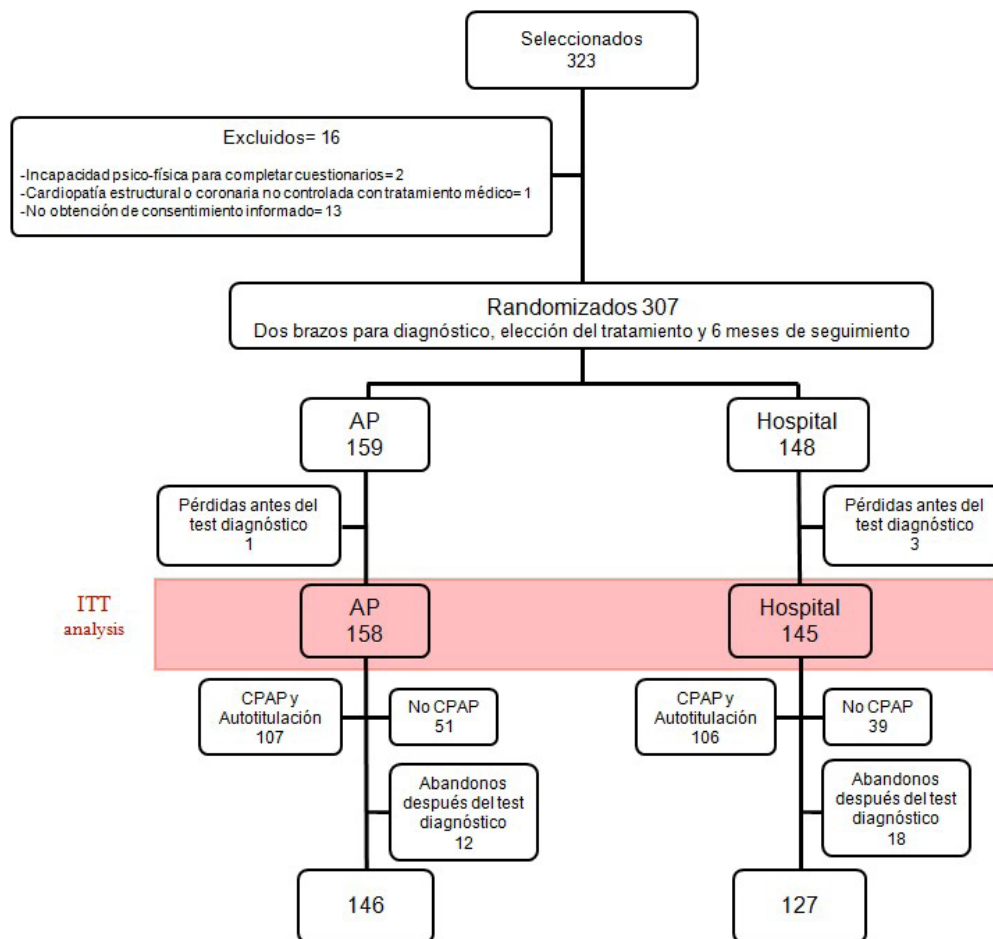 Seleccionados
323
Excluidos= 16
-Incapacidad psico-física para completar cuestionarios= 2
-Cardiopatía estructural o coronaria no controlada con tratamiento médico= 1
-No obtención de consentimiento informado= 13
Randomizados 307
Dos brazos para diagnóstico, elección del tratamiento y 6 meses de seguimiento
AP
159
Hospital
148
Pérdidas antes del
test diagnóstico
1
Pérdidas antes del
test diagnóstico
3
ITT
analysis
AP
158
Hospital
145
CPAP y
Autotitulación
107
No CPAP
51
CPAP y
Autotitulación
106
No CPAP
39
Abandonos
después del test
diagnóstico
12
Abandonos
después del test
diagnóstico
18
146
127